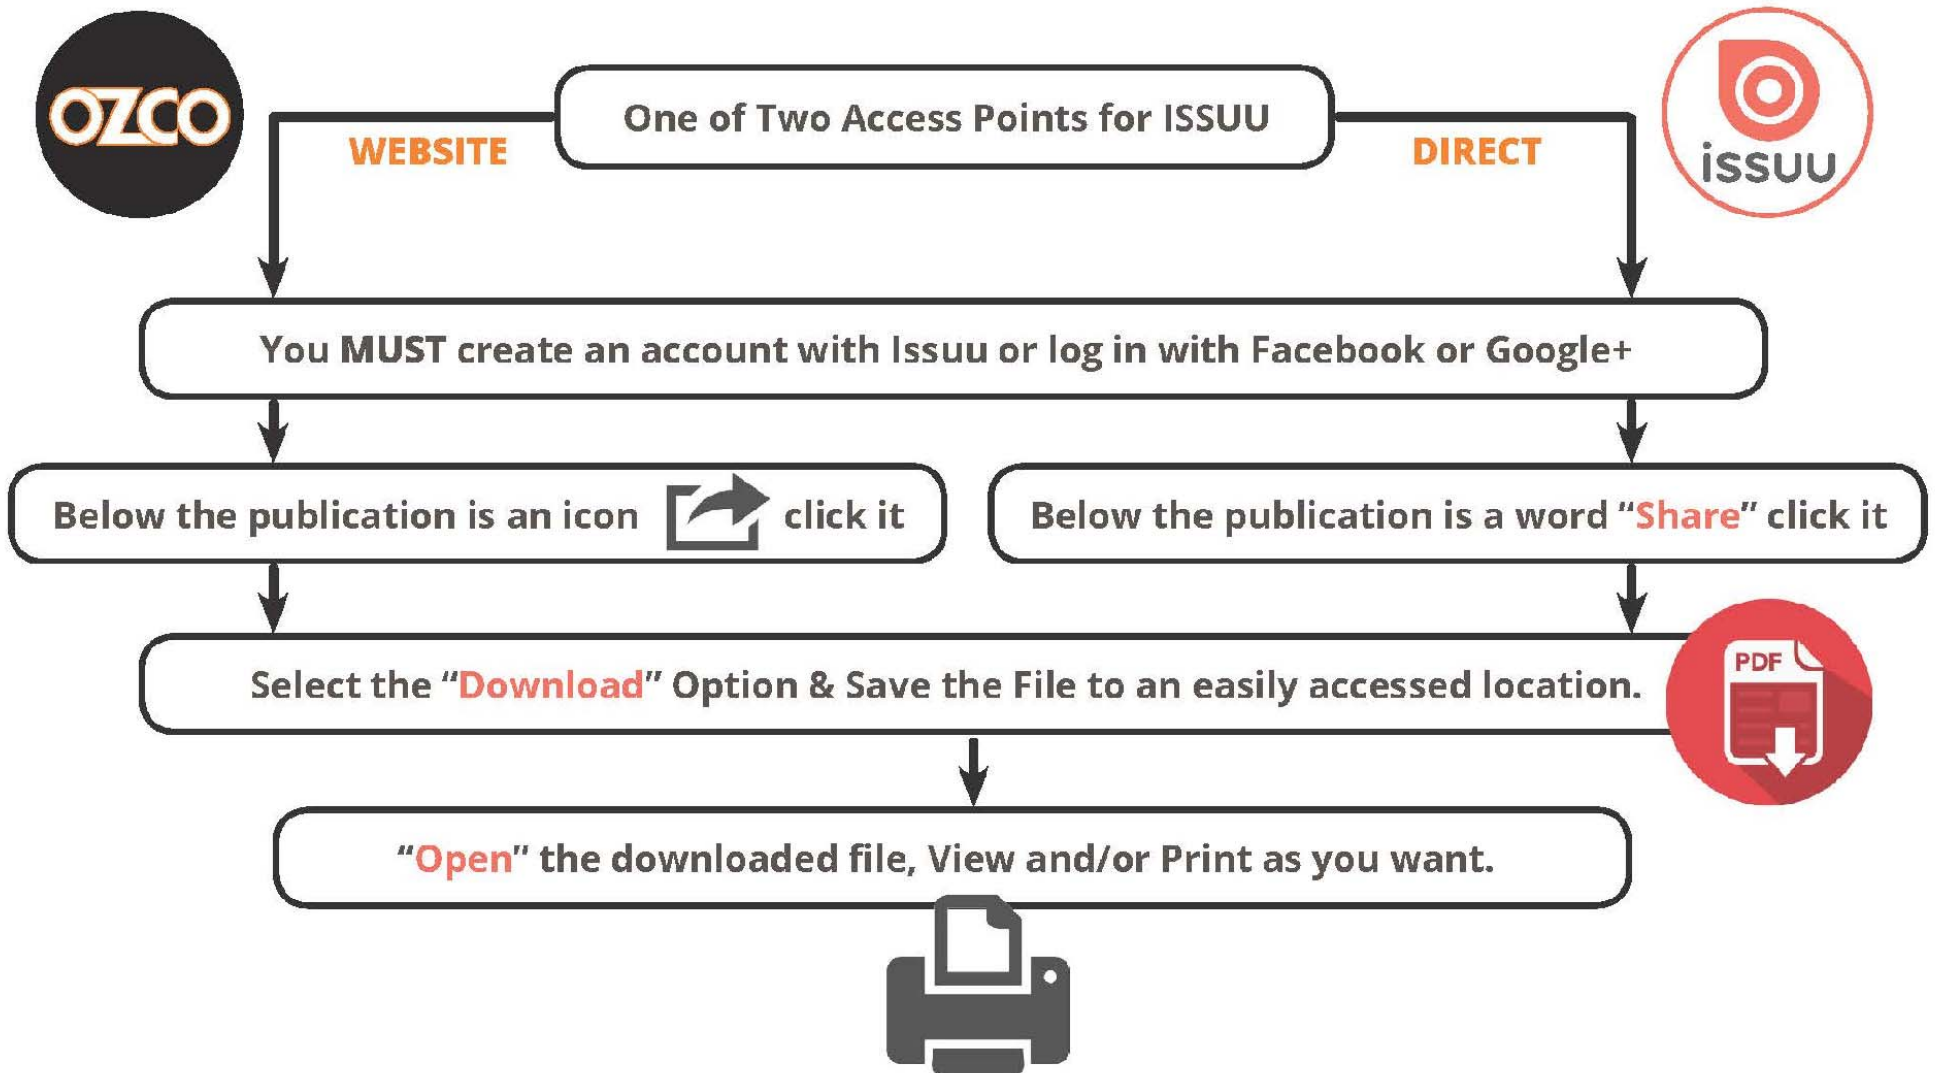 OZCO
One of Two Access Points for ISSUU
issuu
WEBSITE
DIRECT
You MUST create an account with Issuu or log in with Facebook or Google+
Below the publication is an icon click it
Below the publication is a word “Share” click it
Select the “Download” Option & Save the File to an easily accessed location.
PDF
“Open” the downloaded file, View and/or Print as you want.